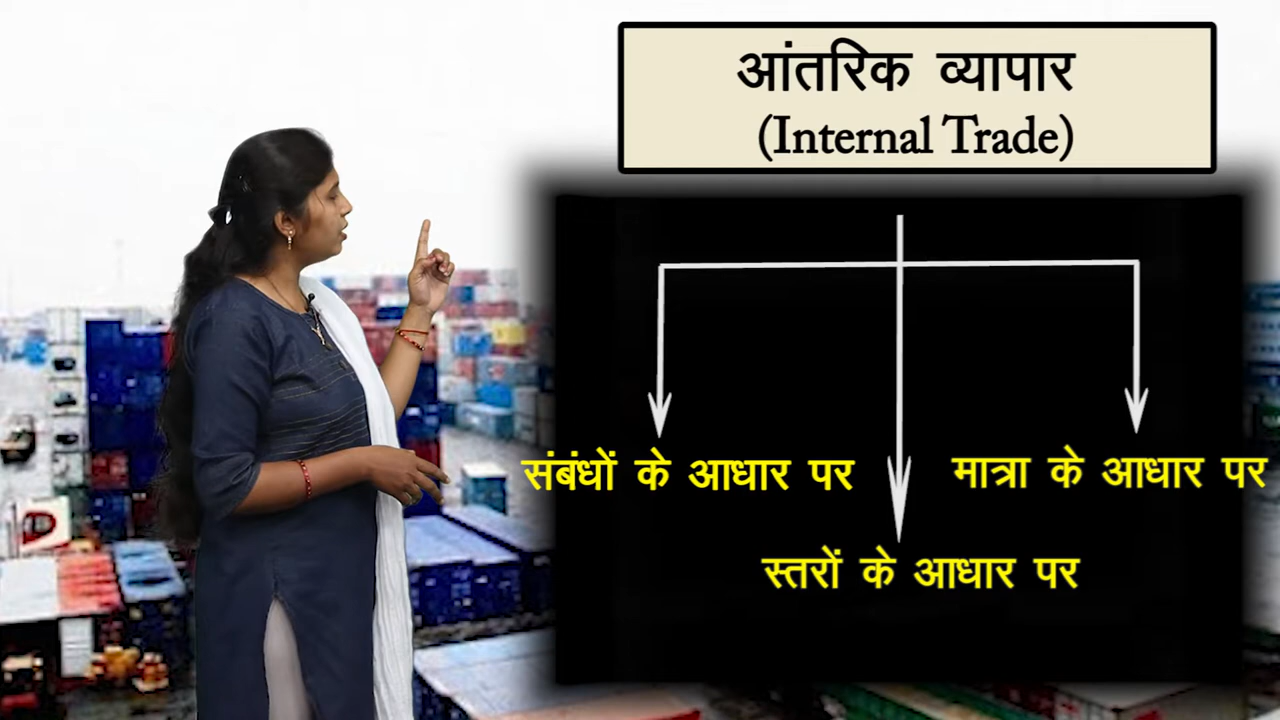 आंतरिक व्यापार
(Internal Trade)
संबंधों के आधार पर
मात्रा के आधार पर
स्तरों के आधार पर